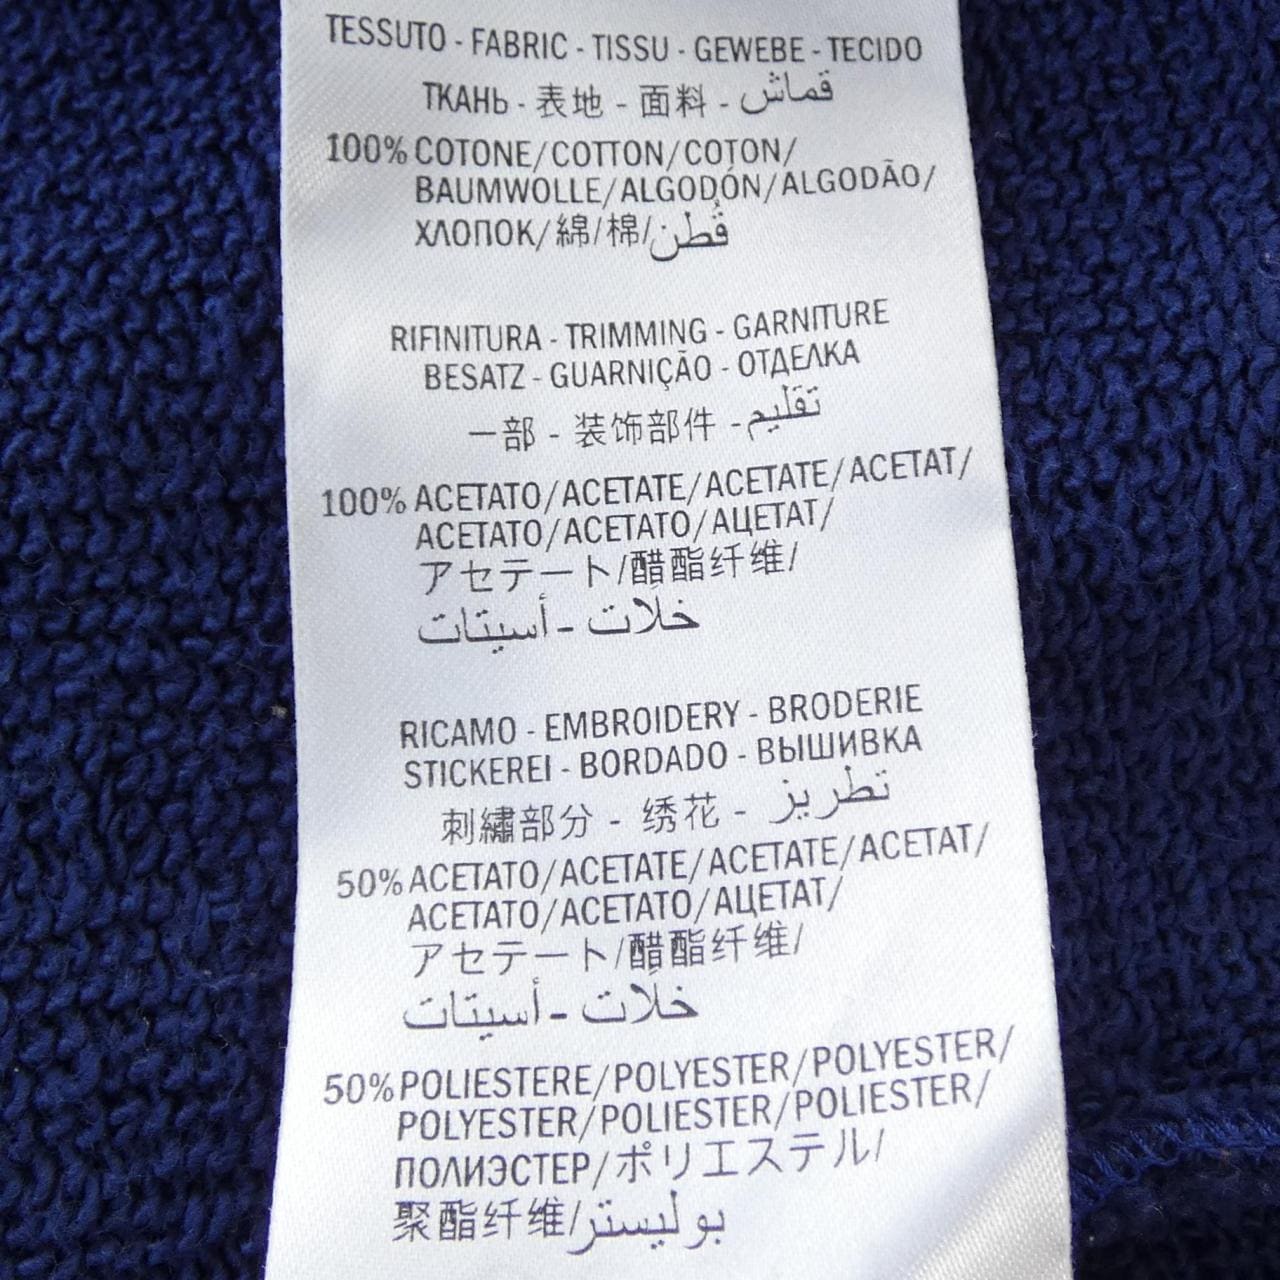 TESSUTO - FABRIC - TISSU - GEWEBE - TECIDO
ТКАНЬ - 表地 - 面料 - قماش
100% COTONE/COTTON/COTON/
BAUMWOLLE/ALGODÓN/ALGODÃO/
ХЛОПОК/綿/棉/قطن
RIFINITURA - TRIMMING - GARNITURE
BESATZ - GUARNIÇÃO - ОТДЕЛКА
一部 - 装饰部件 - تقليم
100% ACETATO/ACETATE/ACETATE/ACETAT/
ACETATO/ACETATO/АЦЕТАТ/
アセテート/醋酯纤维/
خلات - أسيتات
RICAMO - EMBROIDERY - BRODERIE
STICKEREI - BORDADO - ВЫШИВКА
刺繍部分 - 绣花 - تطريز
50% ACETATO/ACETATE/ACETATE/ACETAT/
ACETATO/ACETATO/АЦЕТАТ/
アセテート/醋酯纤维/
خلات - أسيتات
50% POLIESTERE/POLYESTER/POLYESTER/
POLYESTER/POLIESTER/POLIESTER/
ПОЛИЭСТЕР/ポリエステル/
聚酯纤维/بوليستر